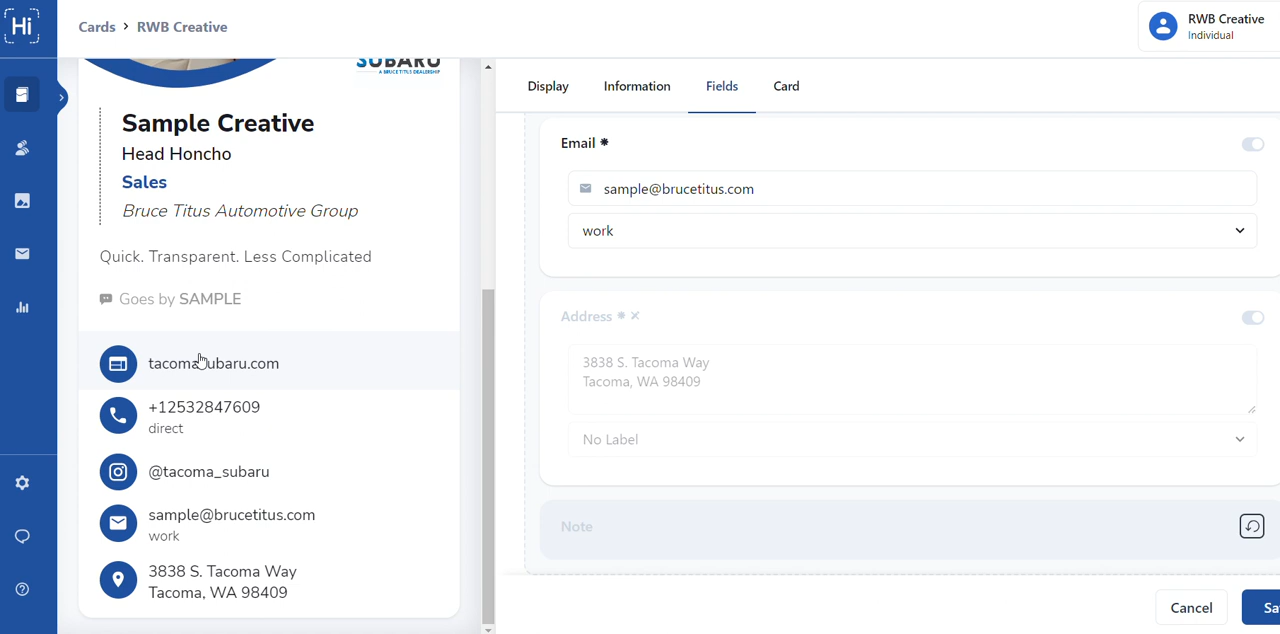 Hi
Cards > RWB Creative
RWB Creative
Individual
SUBARU
A BRUCE TITUS DEALERSHIP
Sample Creative
Head Honcho
Sales
Bruce Titus Automotive Group
Quick. Transparent. Less Complicated
Goes by SAMPLE
tacomasubaru.com
+12532847609
direct
@tacoma_subaru
sample@brucetitus.com
work
3838 S. Tacoma Way
Tacoma, WA 98409
Display Information Fields Card
Email *
sample@brucetitus.com
work
Address *
3838 S. Tacoma Way
Tacoma, WA 98409
No Label
Note
Cancel
Sa